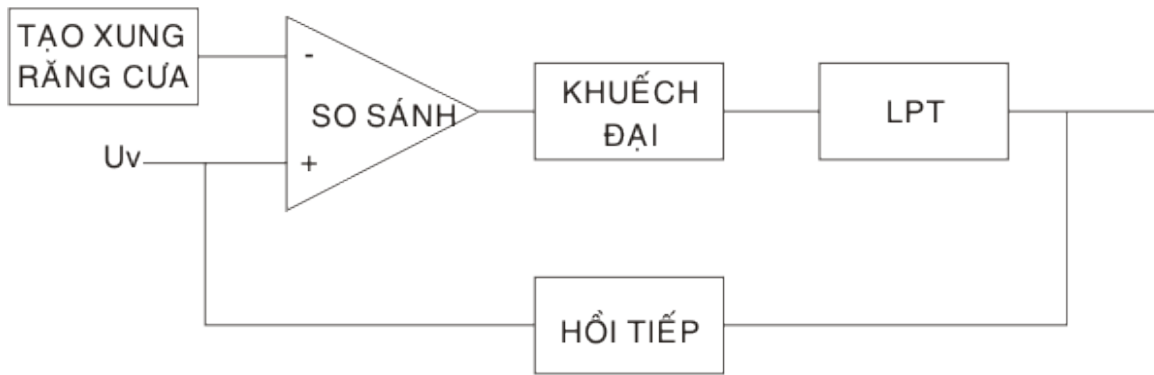 TẠO XUNG
RĂNG CƯA
-
SO SÁNH
Uv
+
KHUẾCH
ĐẠI
LPT
HỒI TIẾP